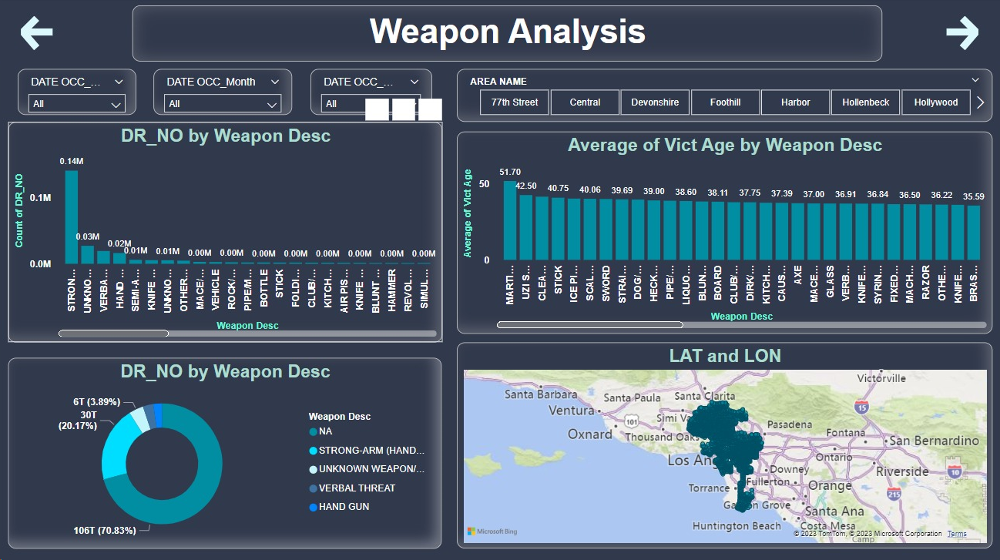 Weapon Analysis
DATE OCC_...
All
DATE OCC_Month
All
DATE OCC_...
All
AREA NAME
77th Street
Central
Devonshire
Foothill
Harbor
Hollenbeck
Hollywood
DR_NO by Weapon Desc
Count of DR_NO
0.1M
0.0M
0.14M
0.03M
0.02M
0.01M
0.01M
0.00M
0.00M
0.00M
0.00M
0.00M
0.00M
0.00M
0.00M
STRON...
UNKNO...
VERBA...
HAND ...
SEMI-A...
KNIFE ...
UNKNO...
OTHER...
MACE/...
VEHICLE
ROCK/...
PIPE/M...
BOTTLE
STICK
FOLDI...
CLUB/...
KITCH...
AIR PIS...
KNIFE ...
BLUNT ...
HAMMER
REVOL...
SIMUL...
Weapon Desc
Average of Vict Age by Weapon Desc
Average of Vict Age
50
0
51.70
42.50
40.75
40.06
39.69
39.00
38.60
38.11
37.75
37.39
37.00
36.91
36.84
36.50
36.22
35.59
MARTI...
UZI S...
CLEA...
STICK
ICE PI...
SCAL...
SWORD
STRAI...
DOG/...
HECK...
PIPE/...
LIQUO...
BLUN...
BOARD
CLUB/...
DIRK/...
KITCH...
CAUS...
AXE
MACE...
GLASS
VERB...
KNIFE...
SYRIN...
FIXED...
MACH...
RAZOR
OTHE...
KNIFE...
BRAS...
Weapon Desc
DR_NO by Weapon Desc
6T (3.89%)
30T
(20.17%)
106T (70.83%)
Weapon Desc
NA
STRONG-ARM (HAND...
UNKNOWN WEAPON/...
VERBAL THREAT
HAND GUN
LAT and LON
Victorville
Santa Barbara
Santa Paula
Santa Clarita
Ventura
15
Simi Va
101
Pasadena
Oxnard
Thousand Oaks
Fontana
San Bernardino
Ontario
Los Ang
Downey
Riverside
10
Fullerton
Torrance
Orange
215
Garden Grove
Santa Ana
Huntington Beach
Costa Mesa
Microsoft Bing
© 2023 TomTom, © 2023 Microsoft Corporation
Terms
Camp